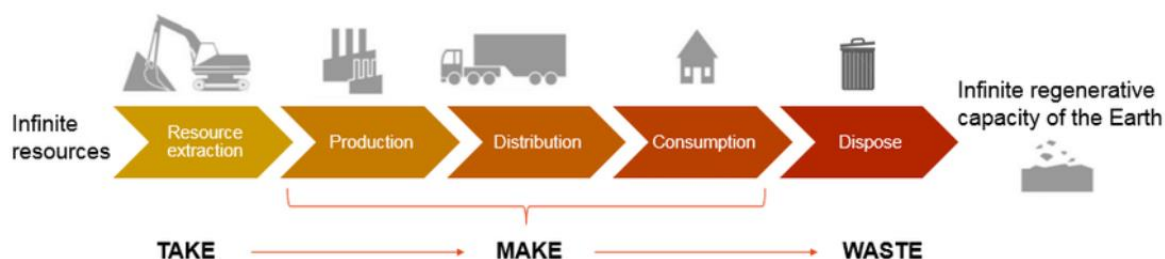 Infinite
resources
Resource
extraction
Production
Distribution
Consumption
Dispose
Infinite regenerative
capacity of the Earth
TAKE
MAKE
WASTE